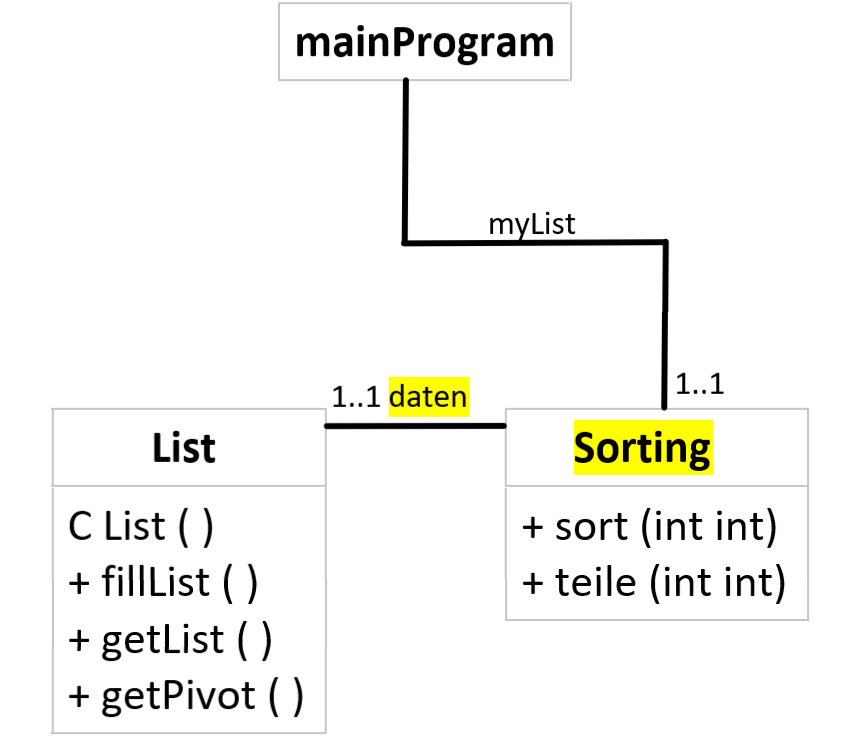 mainProgram
myList
1..1
1..1 daten
List
C List ( )
+ fillList ( )
+ getList ( )
+ getPivot ( )
Sorting
+ sort (int int)
+ teile (int int)